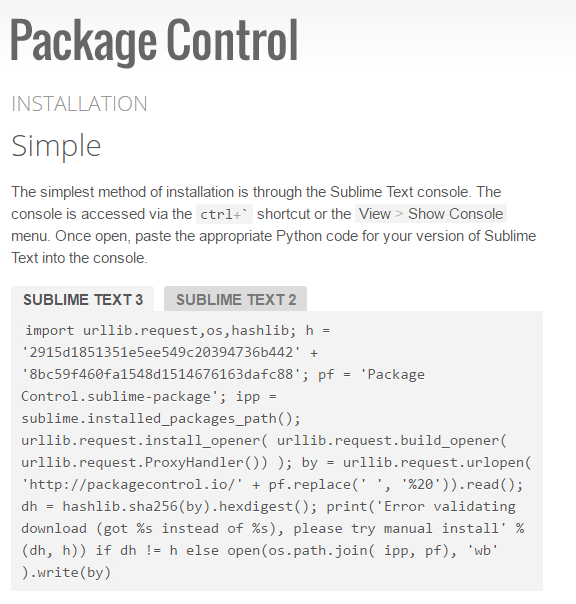 Package Control
INSTALLATION
Simple
The simplest method of installation is through the Sublime Text console. The
console is accessed via the ctrl+` shortcut or the View > Show Console
menu. Once open, paste the appropriate Python code for your version of Sublime
Text into the console.
SUBLIME TEXT 3 SUBLIME TEXT 2
import urllib.request,os,hashlib; h =
'2915d1851351e5ee549c20394736b442' +
'8bc59f460fa1548d1514676163dafc88'; pf = 'Package
Control.sublime-package'; ipp =
sublime.installed_packages_path();
urllib.request.install_opener( urllib.request.build_opener(
urllib.request.ProxyHandler()) ); by = urllib.request.urlopen(
'http://packagecontrol.io/' + pf.replace(' ', '%20')).read();
dh = hashlib.sha256(by).hexdigest(); print('Error validating
download (got %s instead of %s), please try manual install' %
(dh, h)) if dh != h else open(os.path.join( ipp, pf), 'wb'
).write(by)